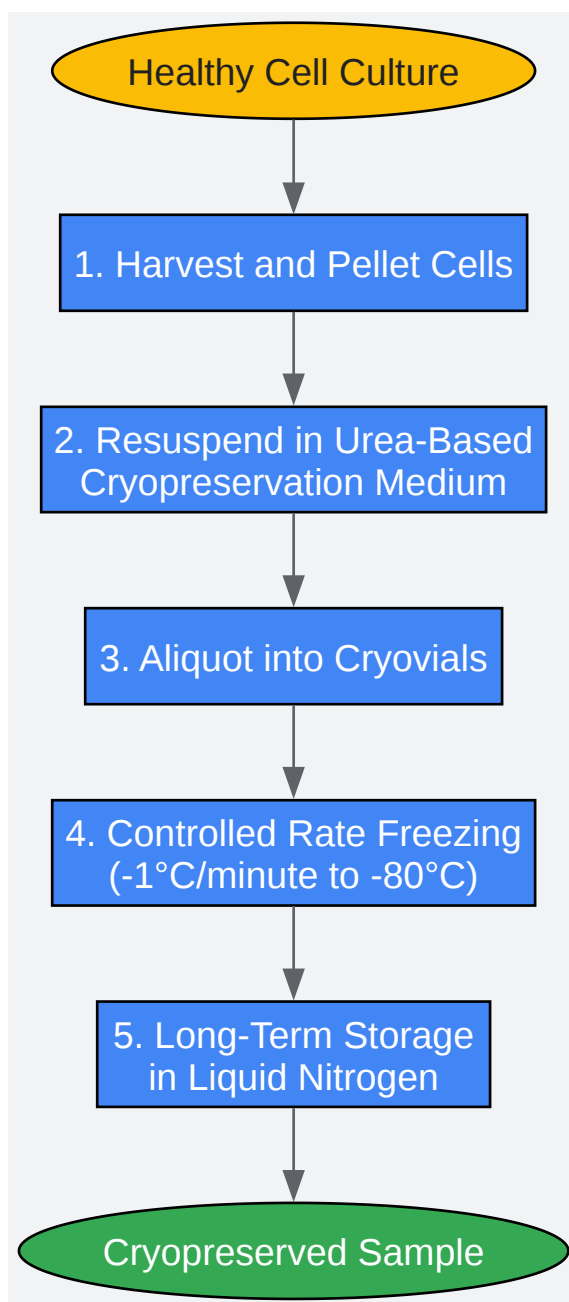 Healthy Cell Culture
1. Harvest and Pellet Cells
2. Resuspend in Urea-Based
Cryopreservation Medium
3. Aliquot into Cryovials
4. Controlled Rate Freezing
(-1°C/minute to -80°C)
5. Long-Term Storage
in Liquid Nitrogen
Cryopreserved Sample